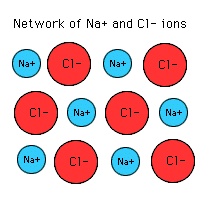 Network of Na+ and Cl- ions
Na+ Cl- Na+ Cl-
Cl- Na+ Cl- Na+
Na+ Cl- Na+ Cl-